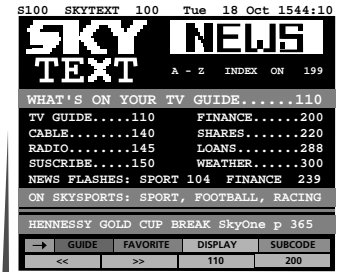 S100 SKYTEXT 100 Tue 18 Oct 1544:10
SKY NEWS
TEXT
A - Z INDEX ON 199
WHAT'S ON YOUR TV GUIDE......110
TV GUIDE.....110 FINANCE......200
CABLE........140 SHARES.......220
RADIO........145 LOANS........288
SUSCRIBE.....150 WEATHER......300
NEWS FLASHES: SPORT 104 FINANCE 239
ON SKYSPORTS: SPORT, FOOTBALL, RACING
HENNESSY GOLD CUP BREAK SkyOne p 365
→ GUIDE FAVORITE DISPLAY SUBCODE
<< >> 110 200